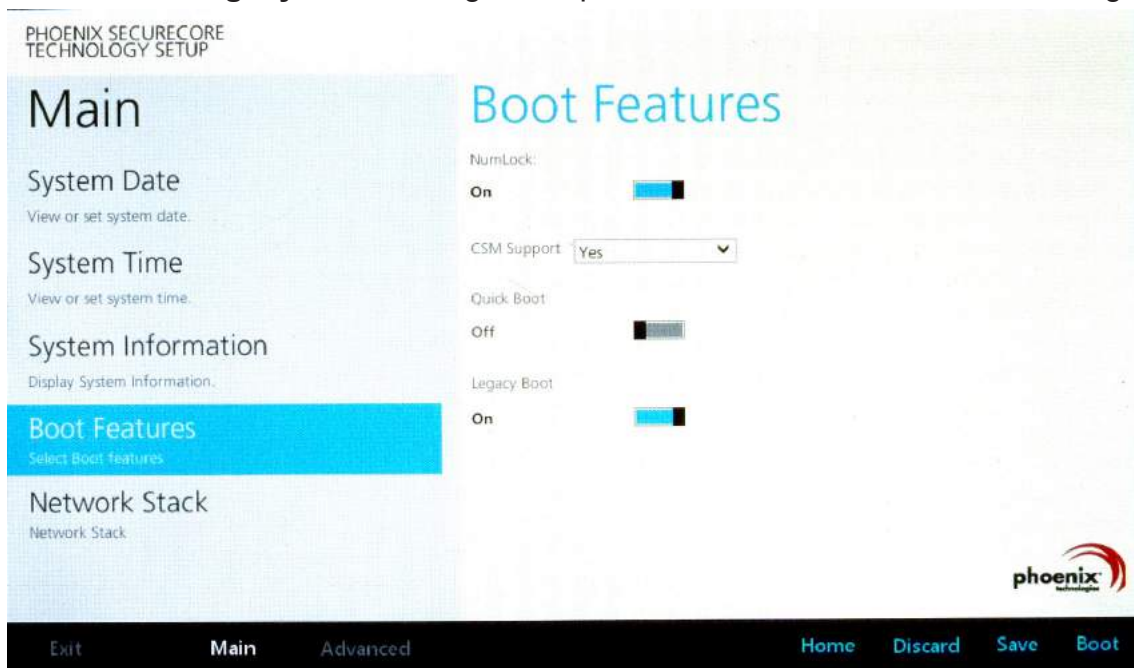 PHOENIX SECURECORE
TECHNOLOGY SETUP
Main
System Date
View or set system date.
System Time
View or set system time.
System Information
Display System Information.
Boot Features
Select Boot features
Network Stack
Network Stack
Boot Features
NumLock:
On
CSM Support Yes
Quick Boot
Off
Legacy Boot
On
phoenix
technologies
Exit Main Advanced Home Discard Save Boot